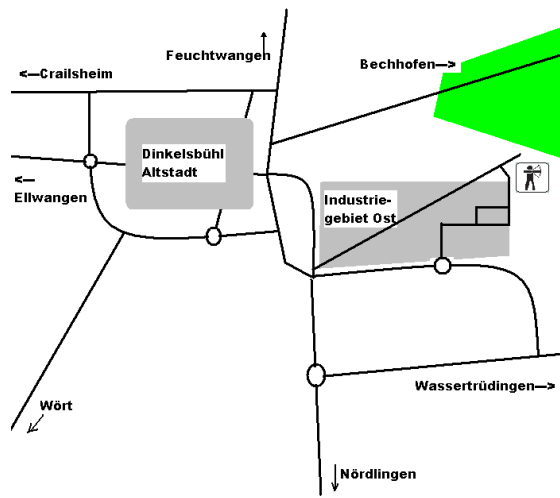 Feuchtwangen
Bechhofen—>
<—Crailsheim
Dinkelsbühl
Altstadt
<—
Ellwangen
Industrie-
gebiet Ost
Wassertrüdingen—>
Wört
Nördlingen